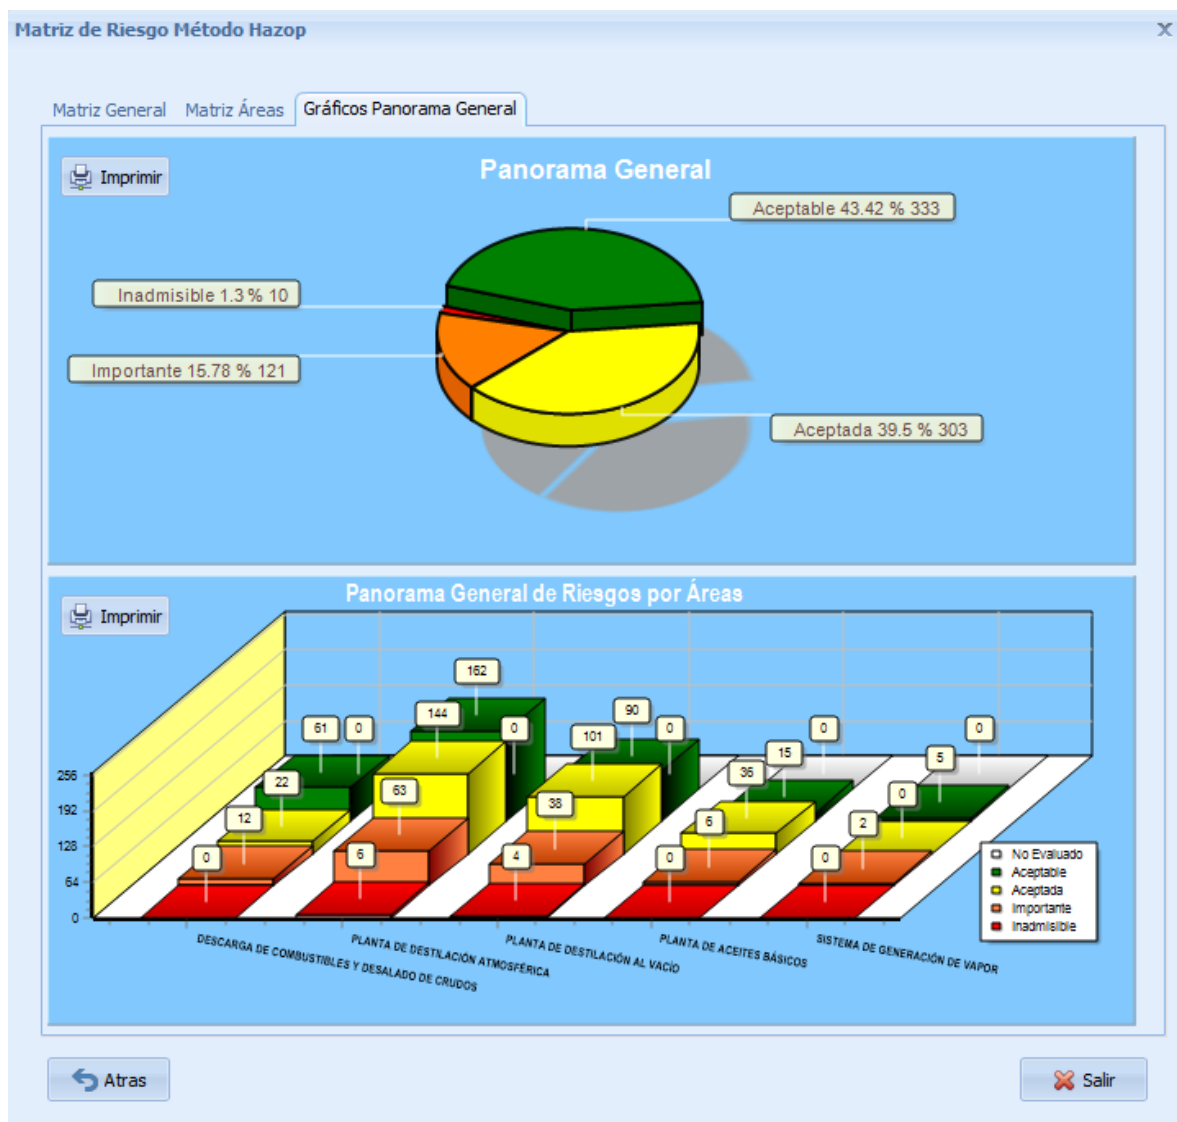 Matriz de Riesgo Método Hazop
x
Matriz General Matriz Áreas Gráficos Panorama General
Imprimir
Panorama General
Aceptable 43.42 % 333
Inadmisible 1.3 % 10
Importante 15.78 % 121
Aceptada 39.5 % 303
Imprimir
Panorama General de Riesgos por Áreas
162
144 0
61 0 101 90 0 0 0
22 36 15 5
12 63 38 6 2 0
0 6 4 0 0
256
192
128
64
0
No Evaluado
Aceptable
Aceptada
Importante
Inadmisible
DESCARGA DE COMBUSTIBLES Y DESALADO DE CRUDOS
PLANTA DE DESTILACIÓN ATMOSFÉRICA
PLANTA DE DESTILACIÓN AL VACÍO
PLANTA DE ACEITES BÁSICOS
SISTEMA DE GENERACIÓN DE VAPOR
Atras
Salir